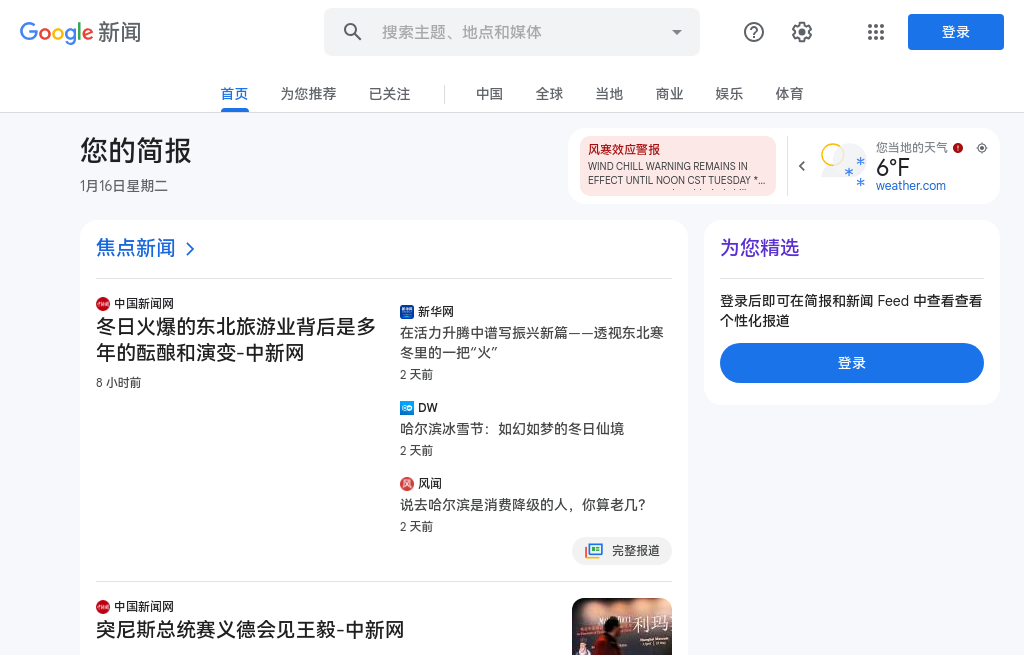 Google 新闻
搜索主题、地点和媒体
登录
首页
为您推荐
已关注
中国
全球
当地
商业
娱乐
体育
您的简报
1月16日星期二
风寒效应警报
WIND CHILL WARNING REMAINS IN
EFFECT UNTIL NOON CST TUESDAY *...
您当地的天气
6°F
weather.com
焦点新闻
中国新闻网
冬日火爆的东北旅游业背后是多
年的酝酿和演变-中新网
8 小时前
新华网
在活力升腾中谱写振兴新篇——透视东北寒
冬里的一把“火”
2 天前
DW
哈尔滨冰雪节：如幻如梦的冬日仙境
2 天前
风闻
说去哈尔滨是消费降级的人，你算老几？
2 天前
完整报道
中国新闻网
突尼斯总统赛义德会见王毅-中新网
利玛
为您精选
登录后即可在简报和新闻 Feed 中查看查看
个性化报道
登录